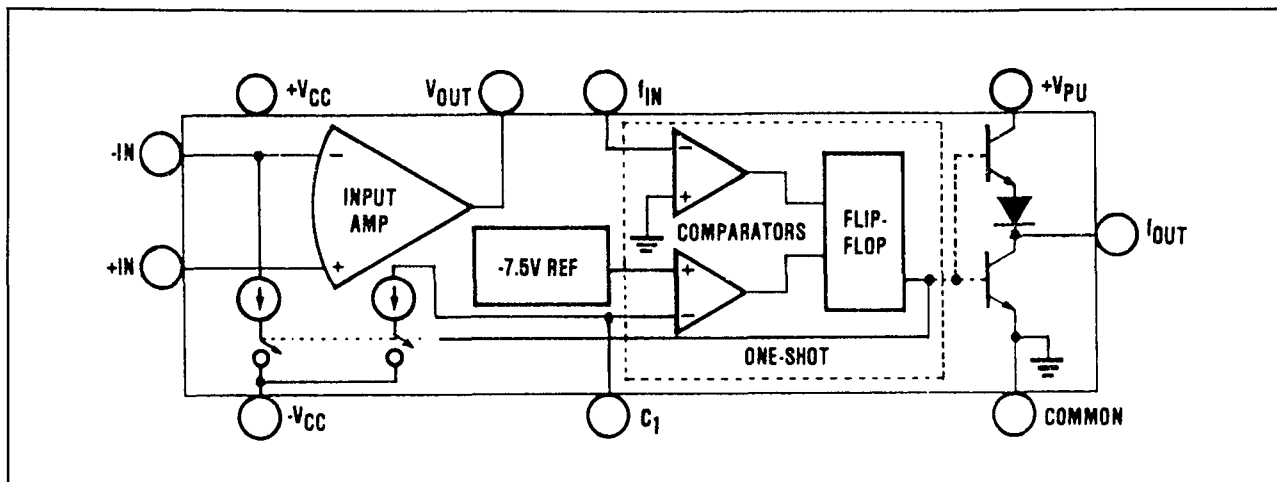 +VCC
VOUT
fIN
+VPU
-IN
+IN
−
+
INPUT
AMP
-7.5V REF
−
+
COMPARATORS
+
−
FLIP-
FLOP
ONE-SHOT
fOUT
-VCC
C1
COMMON